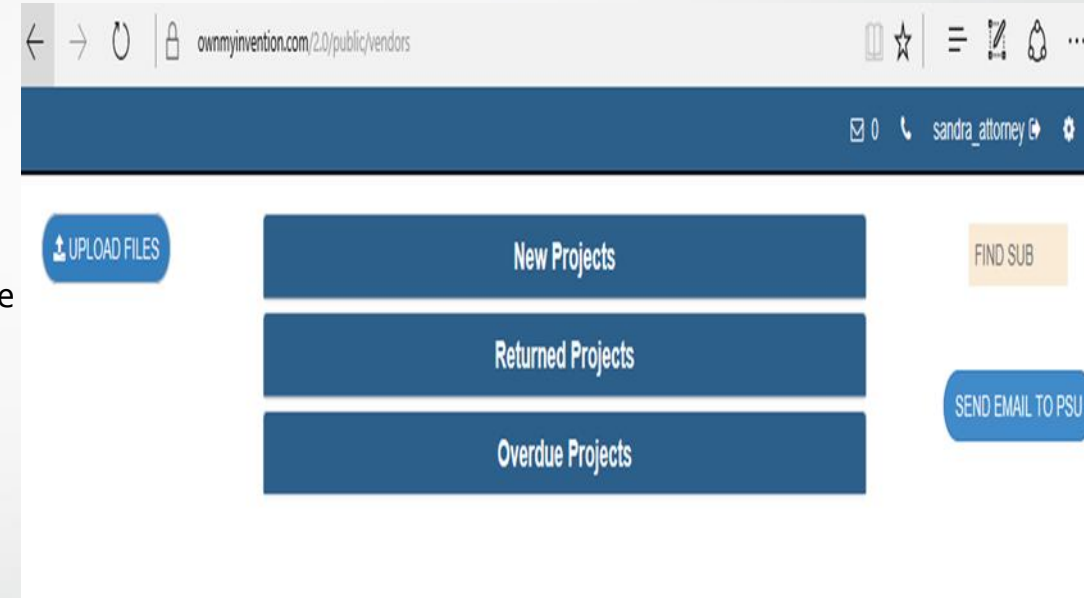 ownmyinvention.com/2.0/public/vendors
0 sandra_attorney
UPLOAD FILES
New Projects
FIND SUB
e
Returned Projects
SEND EMAIL TO PSU
Overdue Projects